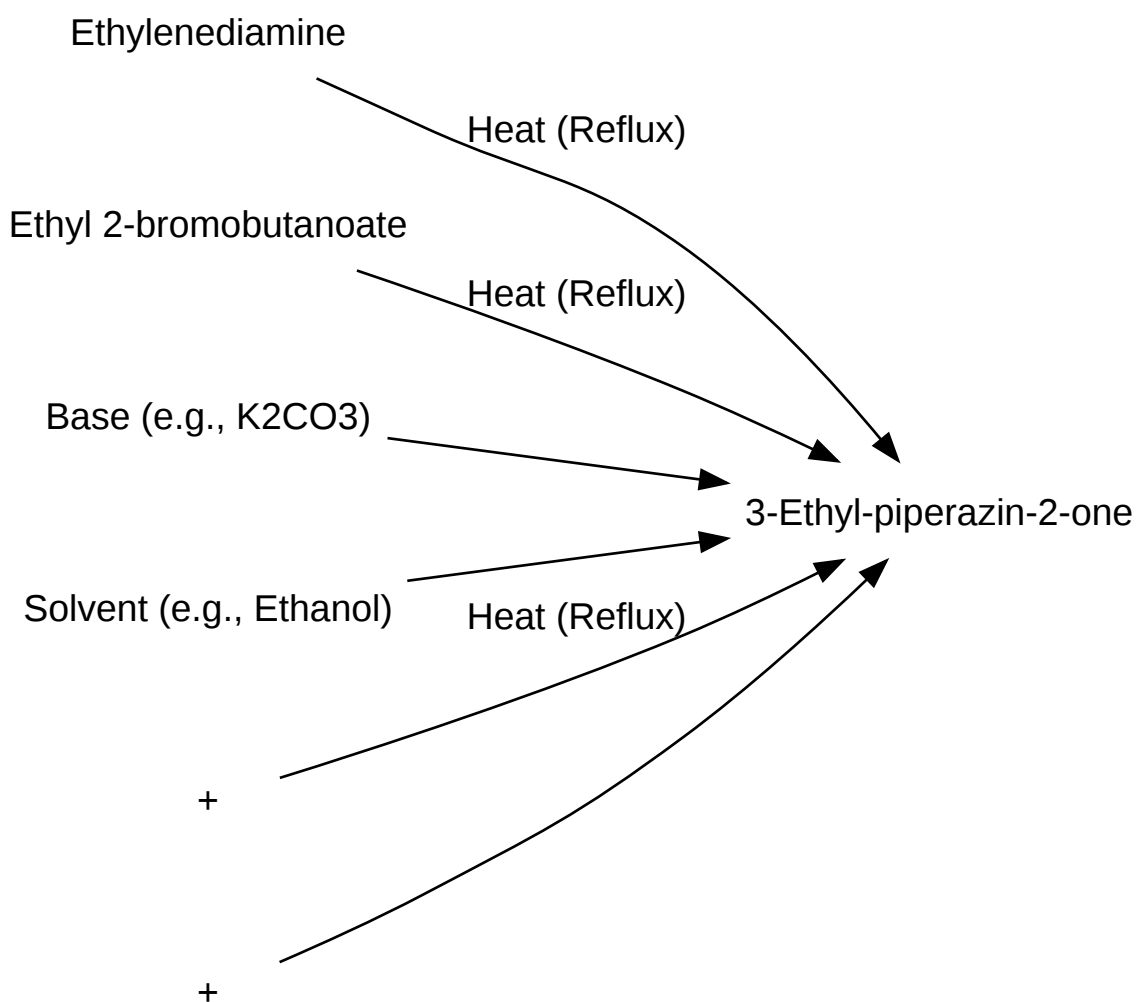 Ethylenediamine
Heat (Reflux)
Ethyl 2-bromobutanoate
Heat (Reflux)
Base (e.g., K2CO3)
3-Ethyl-piperazin-2-one
Solvent (e.g., Ethanol)
Heat (Reflux)
+
+